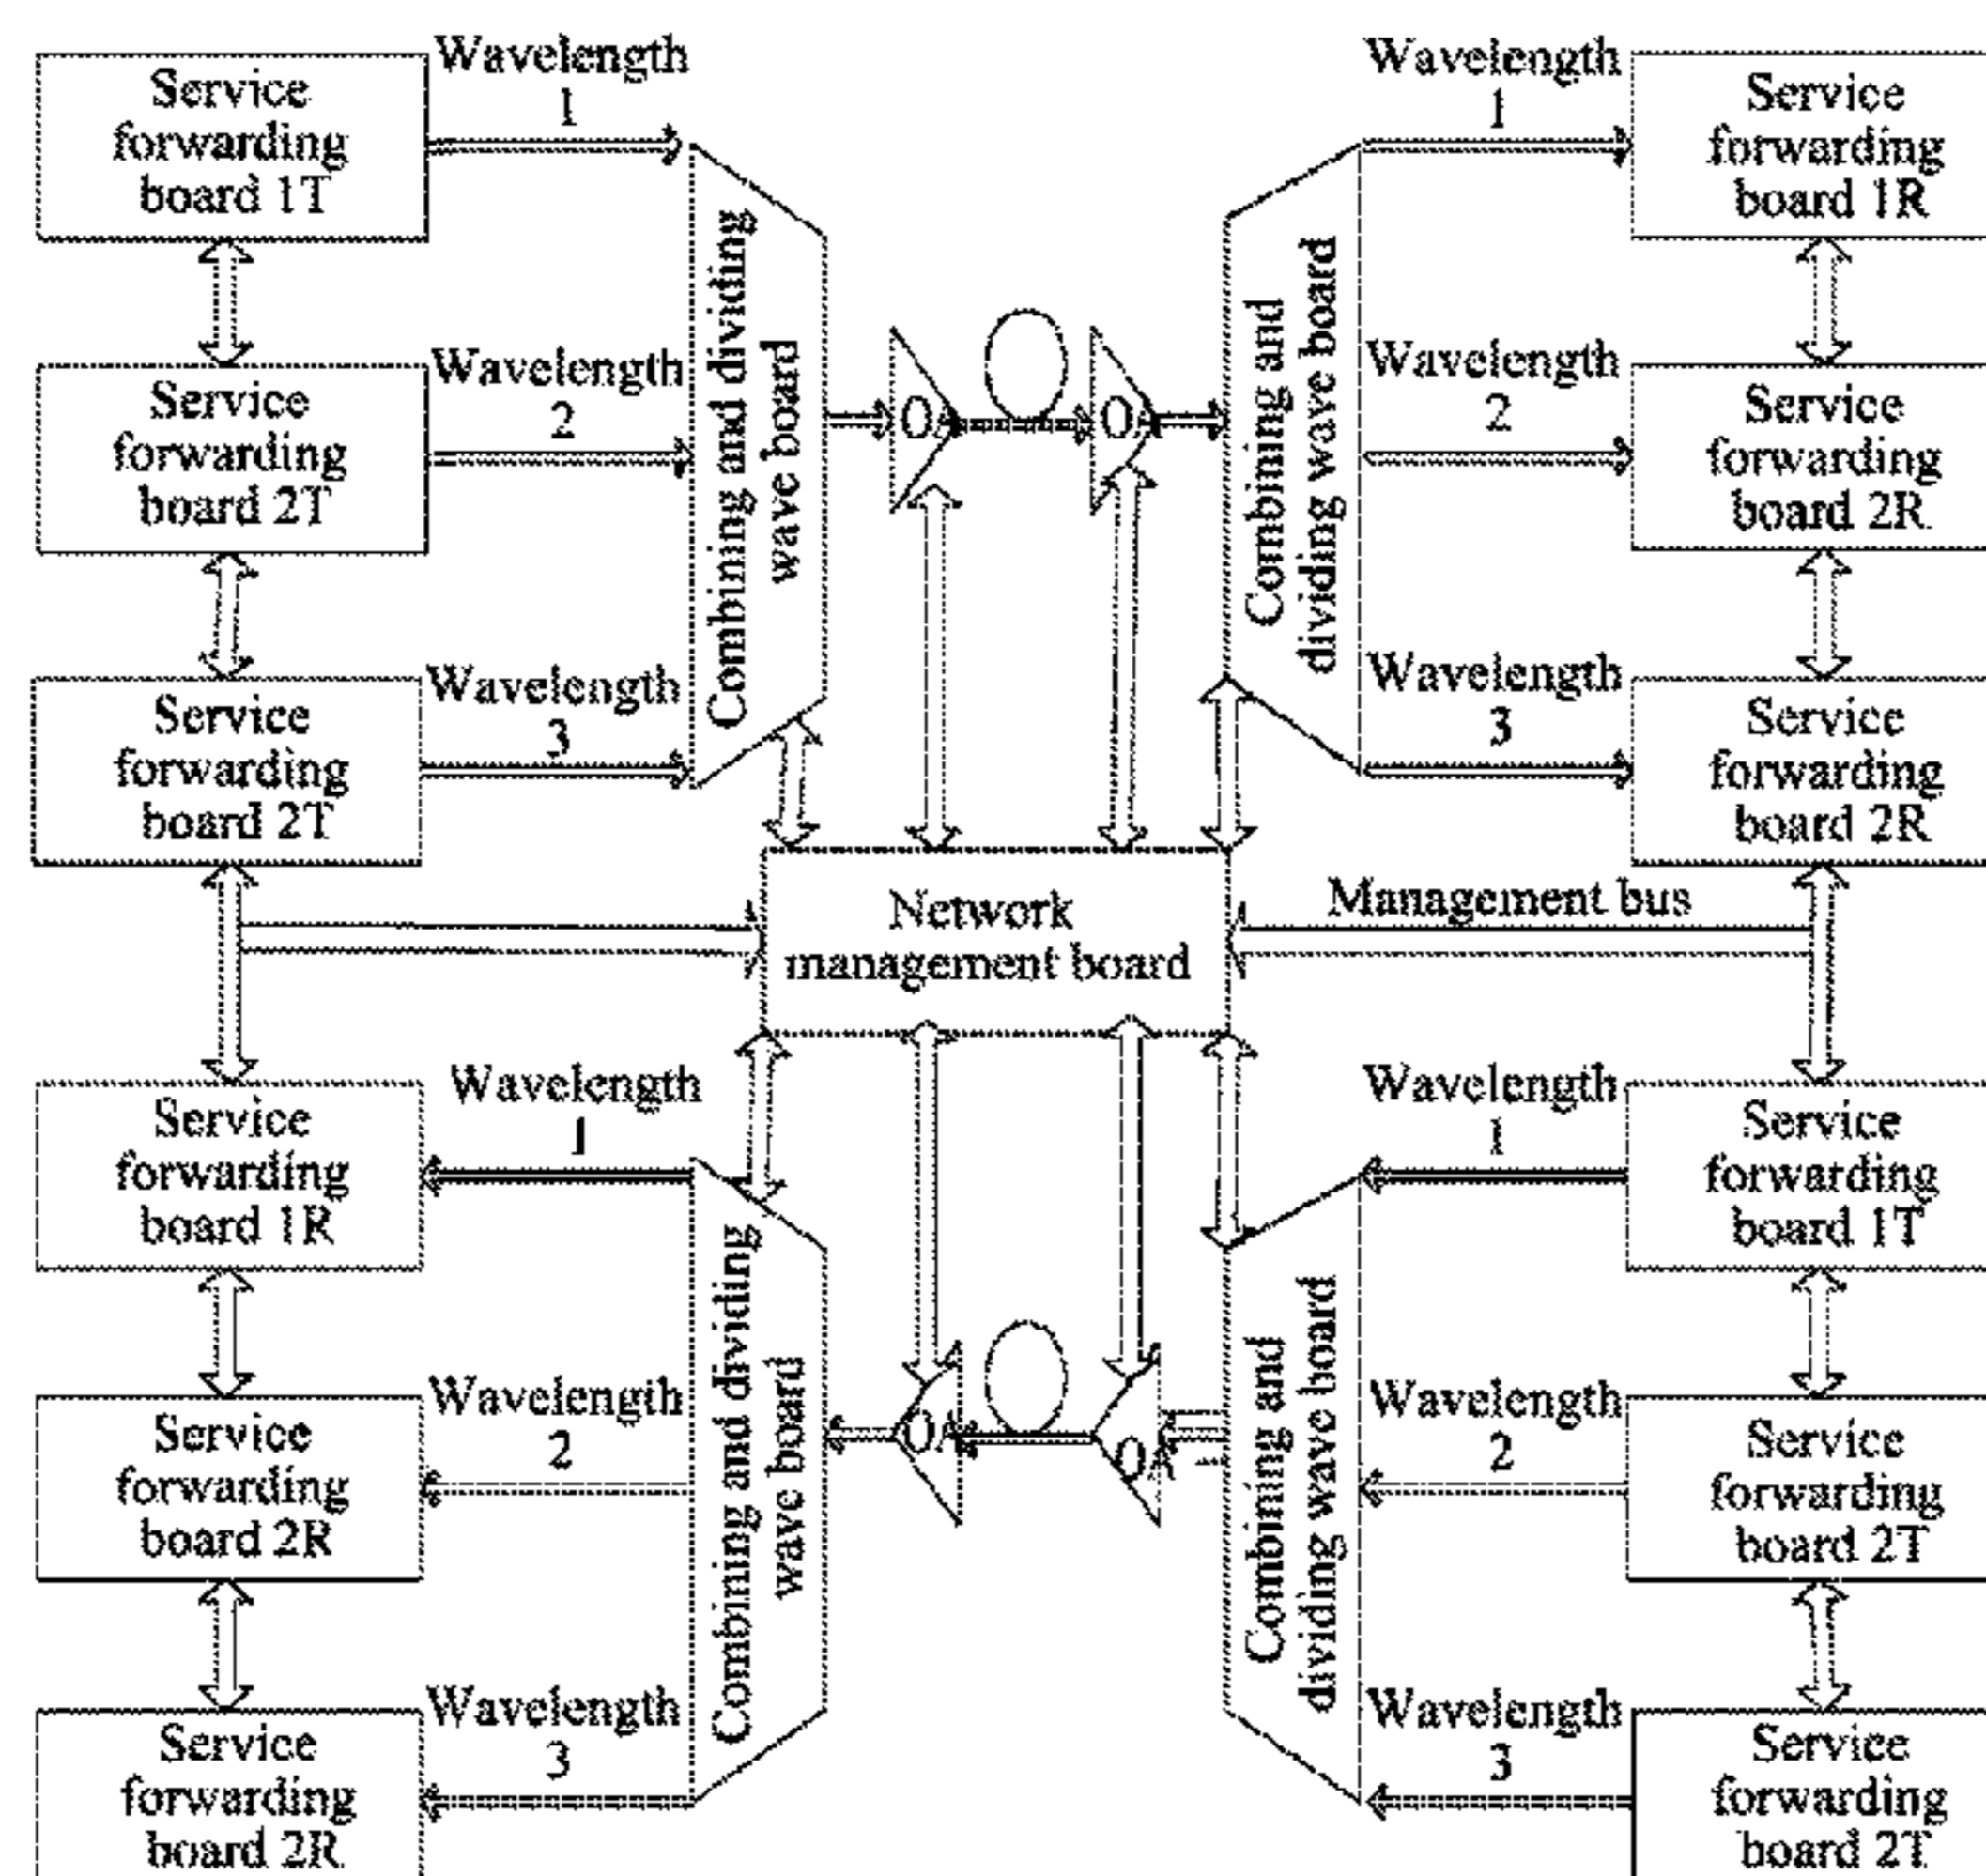 Service
forwarding
board 1T
Wavelength
1
Wavelength
1
Service
forwarding
board 1R
Service
forwarding
board 2T
Wavelength
2
Combining and dividing
wave board
OA
OA
Combining and
dividing wave board
Wavelength
2
Service
forwarding
board 2R
Service
forwarding
board 2T
Wavelength
3
Wavelength
3
Service
forwarding
board 2R
Network
management board
Management bus
Service
forwarding
board 1R
Wavelength
1
Wavelength
1
Service
forwarding
board 1T
Service
forwarding
board 2R
Wavelength
2
Combining and dividing
wave board
OA
OA
Combining and
dividing wave board
Wavelength
2
Service
forwarding
board 2T
Service
forwarding
board 2R
Wavelength
3
Wavelength
3
Service
forwarding
board 2T